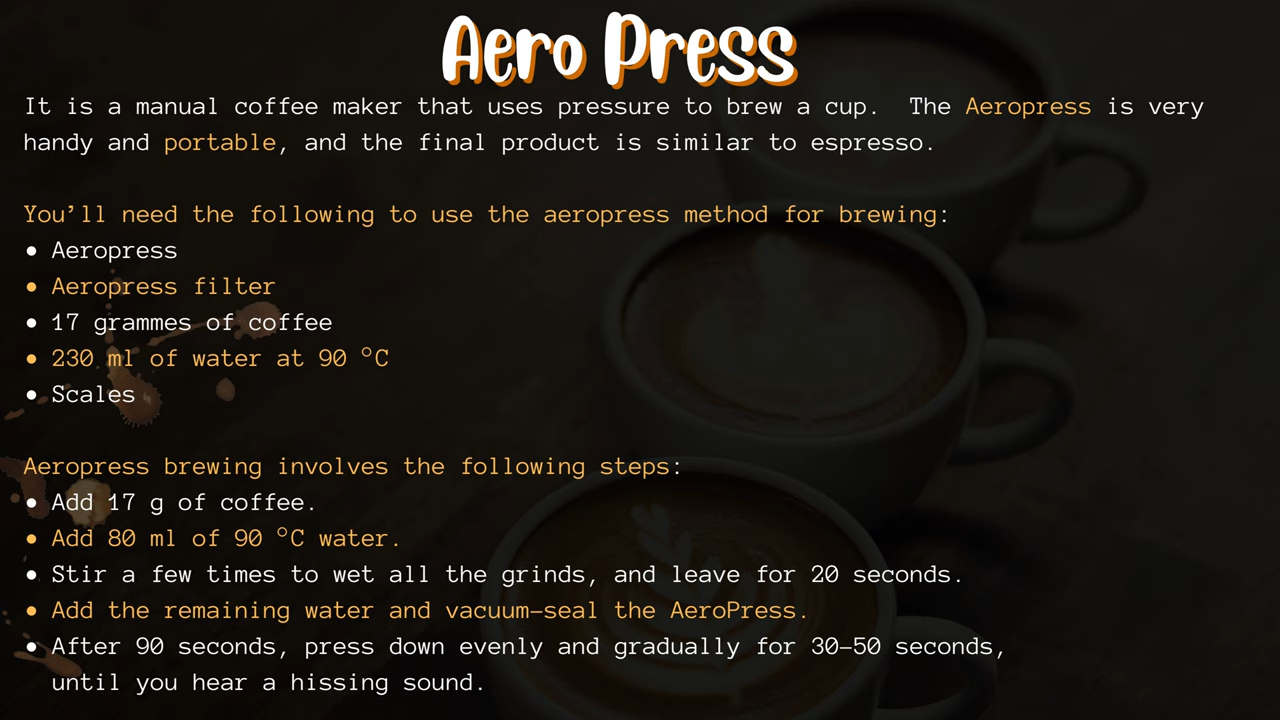 Aero Press
It is a manual coffee maker that uses pressure to brew a cup.  The Aeropress is very
handy and portable, and the final product is similar to espresso.
You’ll need the following to use the aeropress method for brewing:
• Aeropress
• Aeropress filter
• 17 grammes of coffee
• 230 ml of water at 90 °C
• Scales
Aeropress brewing involves the following steps:
• Add 17 g of coffee.
• Add 80 ml of 90 °C water.
• Stir a few times to wet all the grinds, and leave for 20 seconds.
• Add the remaining water and vacuum-seal the AeroPress.
• After 90 seconds, press down evenly and gradually for 30-50 seconds,
until you hear a hissing sound.